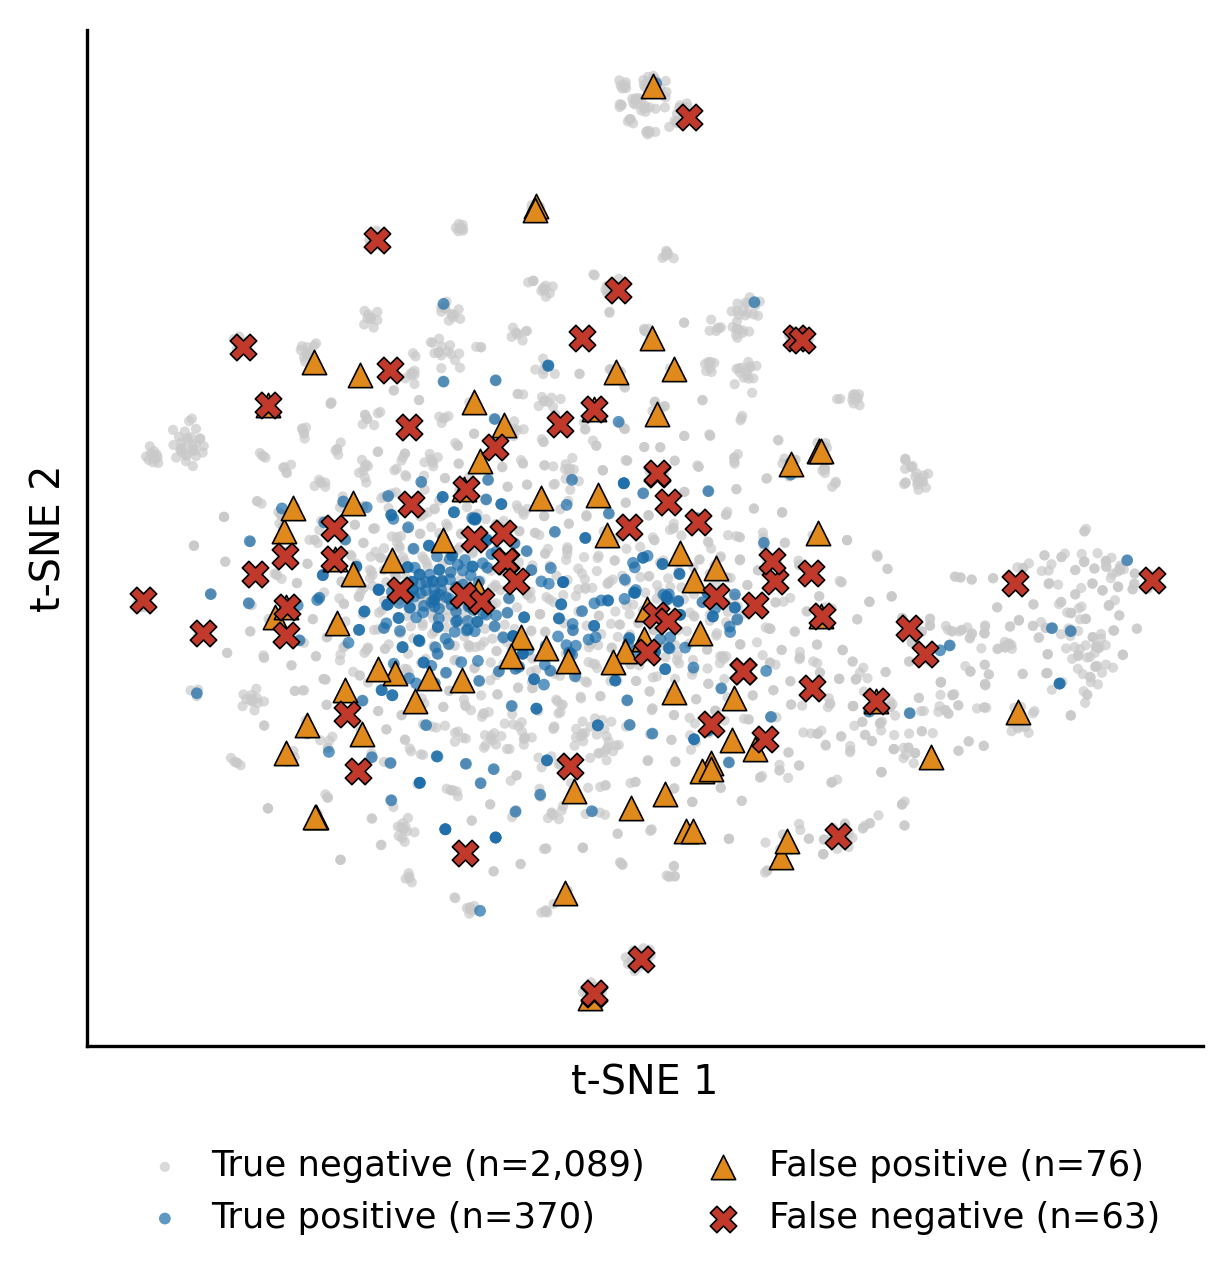 t-SNE 2
t-SNE 1
True negative (n=2,089)
True positive (n=370)
False positive (n=76)
False negative (n=63)